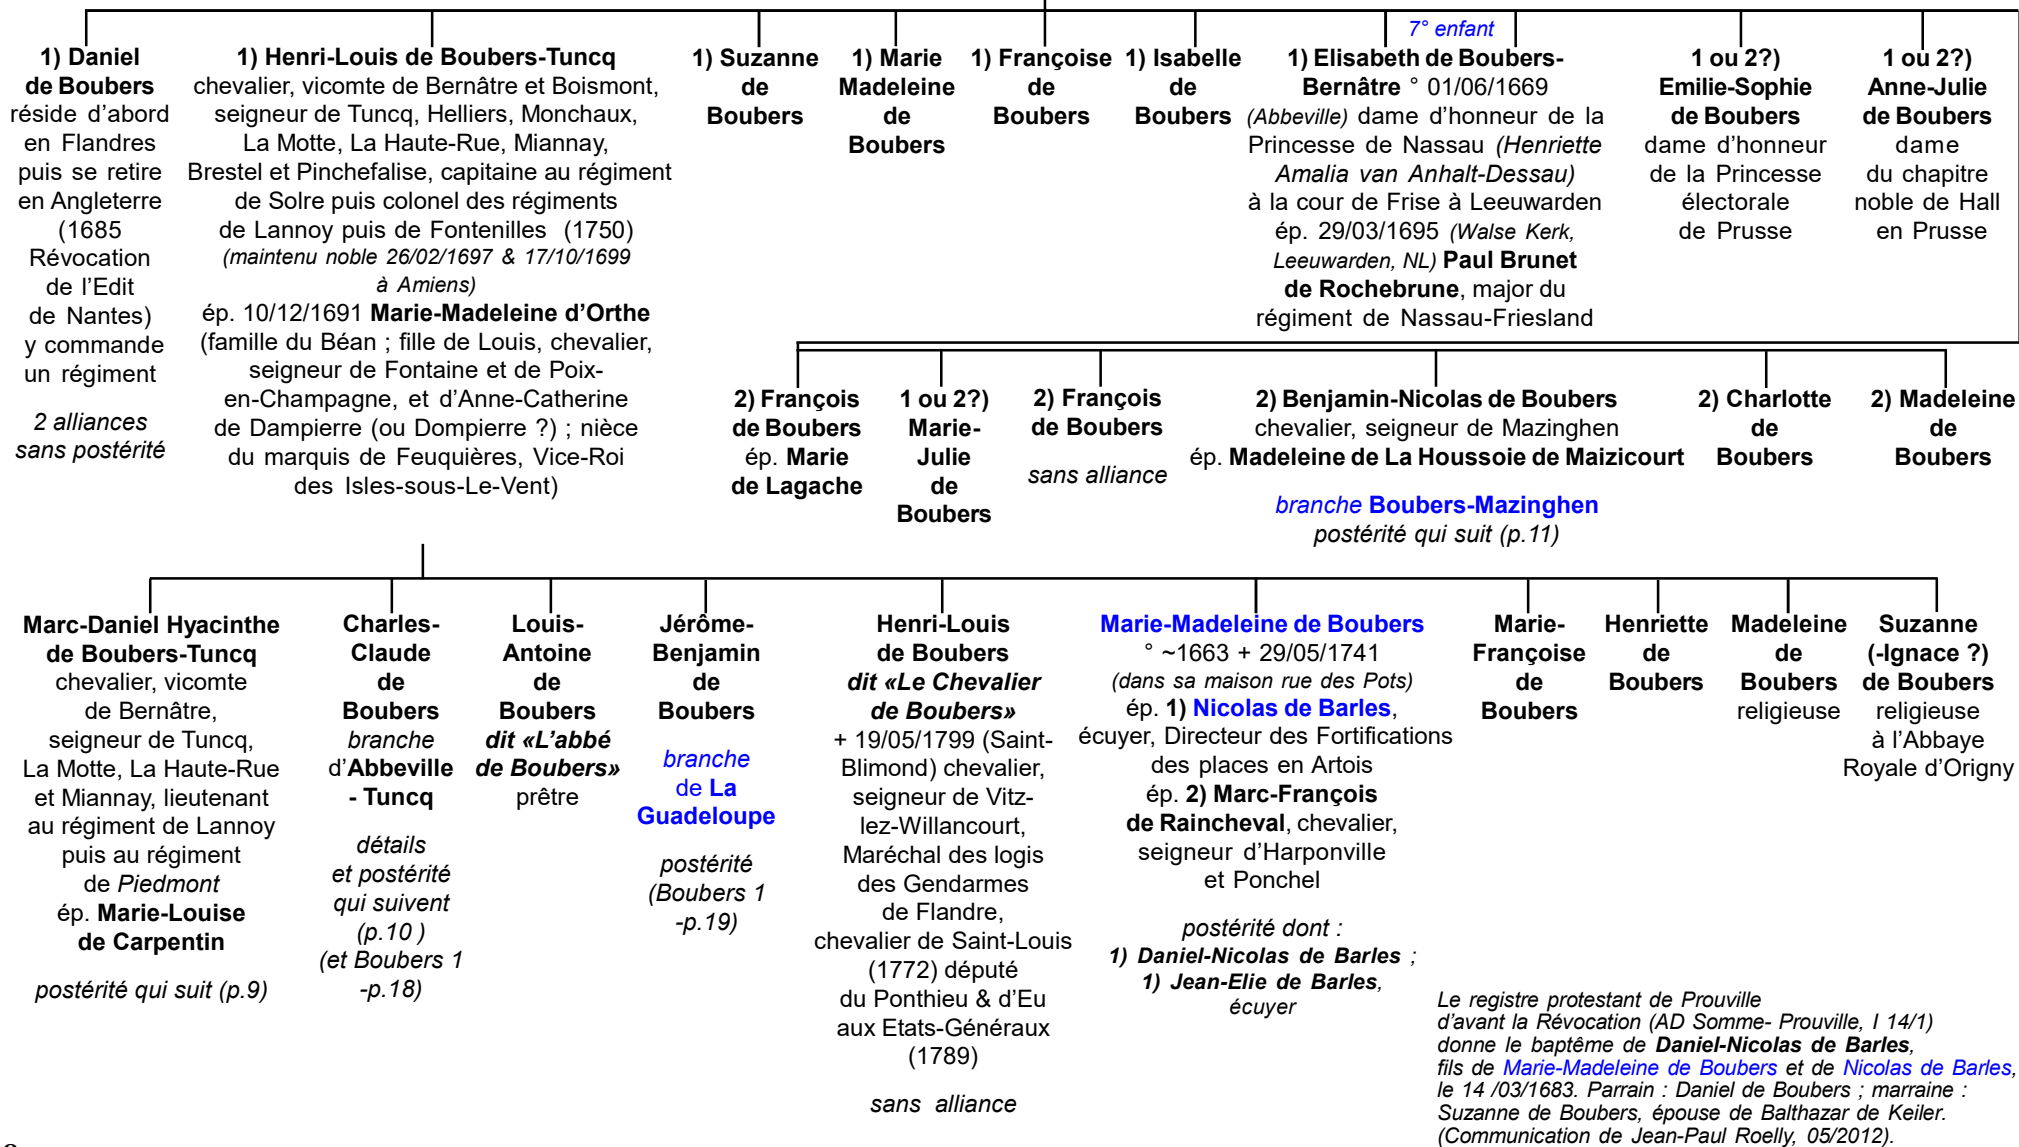 7° enfant
1) Daniel
de Boubers
réside d'abord
en Flandres
puis se retire
en Angleterre
(1685
Révocation
de l'Edit
de Nantes)
y commande
un régiment
2 alliances
sans postérité
1) Henri-Louis de Boubers-Tuncq
chevalier, vicomte de Bernâtre et Boismont,
seigneur de Tuncq, Helliers, Monchaux,
La Motte, La Haute-Rue, Miannay,
Brestel et Pinchefalise, capitaine au régiment
de Solre puis colonel des régiments
de Lannoy puis de Fontenilles (1750)
(maintenu noble 26/02/1697 & 17/10/1699
à Amiens)
ép. 10/12/1691 Marie-Madeleine d'Orthe
(famille du Béan ; fille de Louis, chevalier,
seigneur de Fontaine et de Poix-
en-Champagne, et d'Anne-Catherine
de Dampierre (ou Dompierre ?) ; nièce
du marquis de Feuquières, Vice-Roi
des Isles-sous-Le-Vent)
1) Suzanne
de
Boubers
1) Marie
Madeleine
de
Boubers
1) Françoise
de
Boubers
1) Isabelle
de
Boubers
1) Elisabeth de Boubers-
Bernâtre ° 01/06/1669
(Abbeville) dame d'honneur de la
Princesse de Nassau (Henriette
Amalia van Anhalt-Dessau)
à la cour de Frise à Leeuwarden
ép. 29/03/1695 (Walse Kerk,
Leeuwarden, NL) Paul Brunet
de Rochebrune, major du
régiment de Nassau-Friesland
1 ou 2?)
Emilie-Sophie
de Boubers
dame d'honneur
de la Princesse
électorale
de Prusse
1 ou 2?)
Anne-Julie
de Boubers
dame
du chapitre
noble de Hall
en Prusse
2) François
de Boubers
ép. Marie
de Lagache
1 ou 2?)
Marie-
Julie
de
Boubers
2) François
de Boubers
sans alliance
2) Benjamin-Nicolas de Boubers
chevalier, seigneur de Mazinghen
ép. Madeleine de La Houssoie de Maizicourt
branche Boubers-Mazinghen
postérité qui suit (p.11)
2) Charlotte
de
Boubers
2) Madeleine
de
Boubers
Marc-Daniel Hyacinthe
de Boubers-Tuncq
chevalier, vicomte
de Bernâtre,
seigneur de Tuncq,
La Motte, La Haute-Rue
et Miannay, lieutenant
au régiment de Lannoy
puis au régiment
de Piedmont
ép. Marie-Louise
de Carpentin
postérité qui suit (p.9)
Charles-
Claude
de
Boubers
branche
d'Abbeville
- Tuncq
détails
et postérité
qui suivent
(p.10 )
(et Boubers 1
-p.18)
Louis-
Antoine
de
Boubers
dit «L'abbé
de Boubers»
prêtre
Jérôme-
Benjamin
de
Boubers
branche
de La
Guadeloupe
postérité
(Boubers 1
-p.19)
Henri-Louis
de Boubers
dit «Le Chevalier
de Boubers»
+ 19/05/1799 (Saint-
Blimond) chevalier,
seigneur de Vitz-
lez-Willancourt,
Maréchal des logis
des Gendarmes
de Flandre,
chevalier de Saint-Louis
(1772) député
du Ponthieu & d'Eu
aux Etats-Généraux
(1789)
sans alliance
Marie-Madeleine de Boubers
° ~1663 + 29/05/1741
(dans sa maison rue des Pots)
ép. 1) Nicolas de Barles,
écuyer, Directeur des Fortifications
des places en Artois
ép. 2) Marc-François
de Raincheval, chevalier,
seigneur d'Harponville
et Ponchel
postérité dont :
1) Daniel-Nicolas de Barles ;
1) Jean-Elie de Barles,
écuyer
Marie-
Françoise
de
Boubers
Henriette
de
Boubers
Madeleine
de
Boubers
religieuse
Suzanne
(-Ignace ?)
de Boubers
religieuse
à l'Abbaye
Royale d'Origny
Le registre protestant de Prouville
d'avant la Révocation (AD Somme- Prouville, I 14/1)
donne le baptême de Daniel-Nicolas de Barles,
fils de Marie-Madeleine de Boubers et de Nicolas de Barles,
le 14 /03/1683. Parrain : Daniel de Boubers ; marraine :
Suzanne de Boubers, épouse de Balthazar de Keiler.
(Communication de Jean-Paul Roelly, 05/2012).